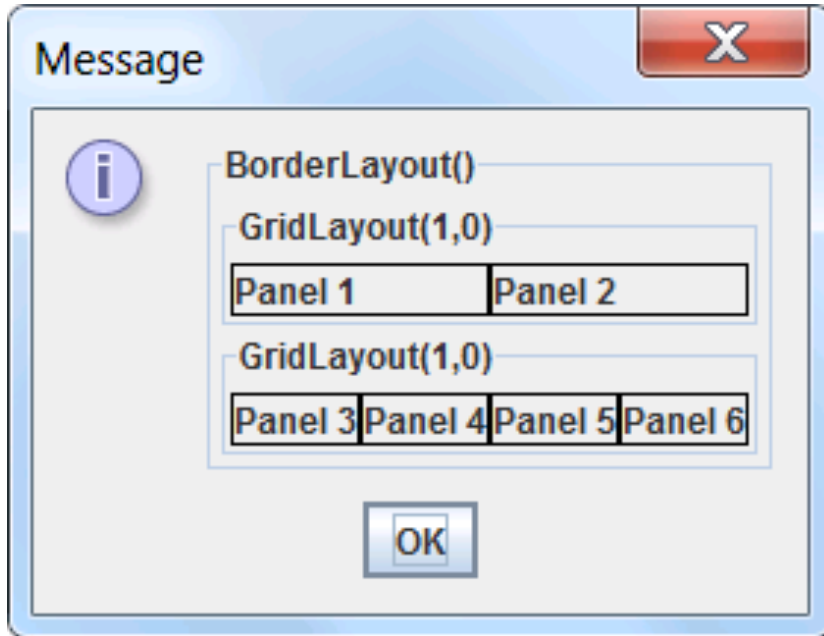 Message
BorderLayout()
GridLayout(1,0)
Panel 1 Panel 2
GridLayout(1,0)
Panel 3 Panel 4 Panel 5 Panel 6
OK